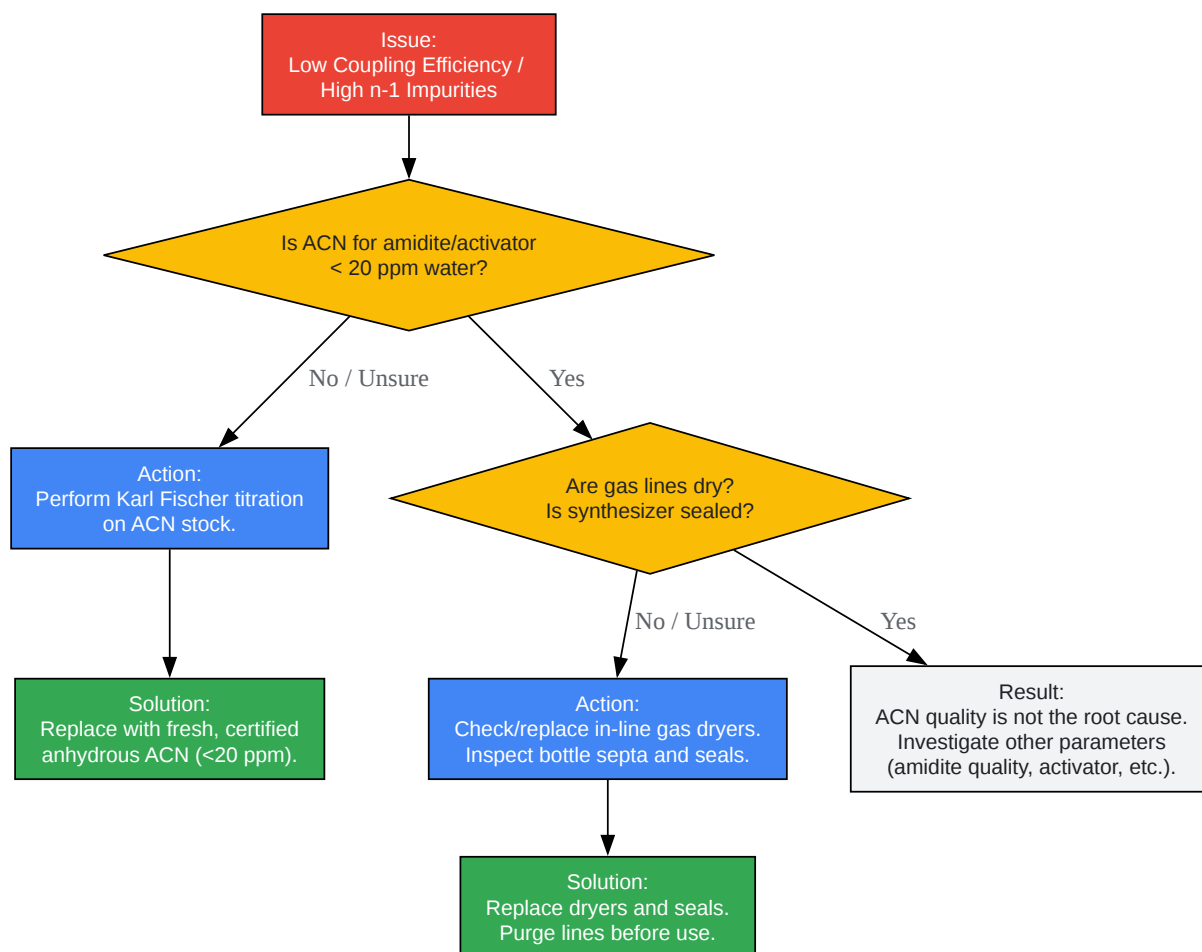 Issue:
Low Coupling Efficiency /
High n-1 Impurities
Is ACN for amidite/activator
< 20 ppm water?
No / Unsure
Yes
Action:
Perform Karl Fischer titration
on ACN stock.
Are gas lines dry?
Is synthesizer sealed?
No / Unsure
Yes
Solution:
Replace with fresh, certified
anhydrous ACN (<20 ppm).
Action:
Check/replace in-line gas dryers.
Inspect bottle septa and seals.
Result:
ACN quality is not the root cause.
Investigate other parameters
(amidite quality, activator, etc.).
Solution:
Replace dryers and seals.
Purge lines before use.